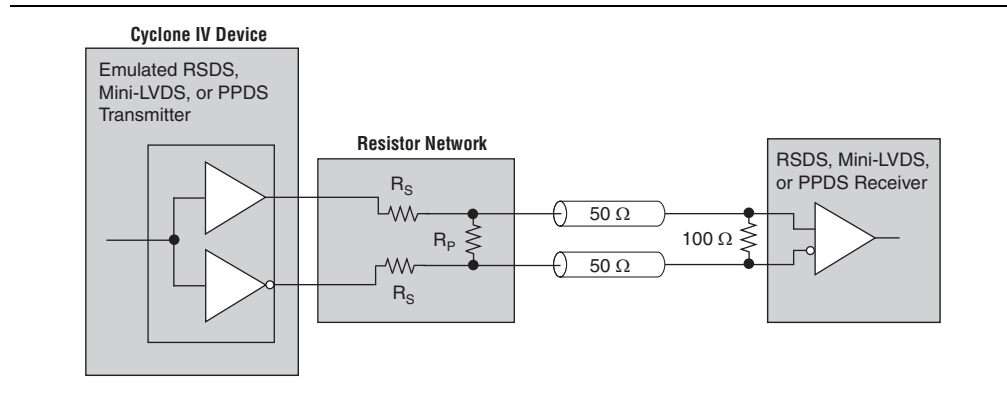 Cyclone IV Device
Emulated RSDS,
Mini-LVDS, or PPDS
Transmitter
Resistor Network
RS
RP
RS
50 Ω
50 Ω
100 Ω
RSDS, Mini-LVDS,
or PPDS Receiver